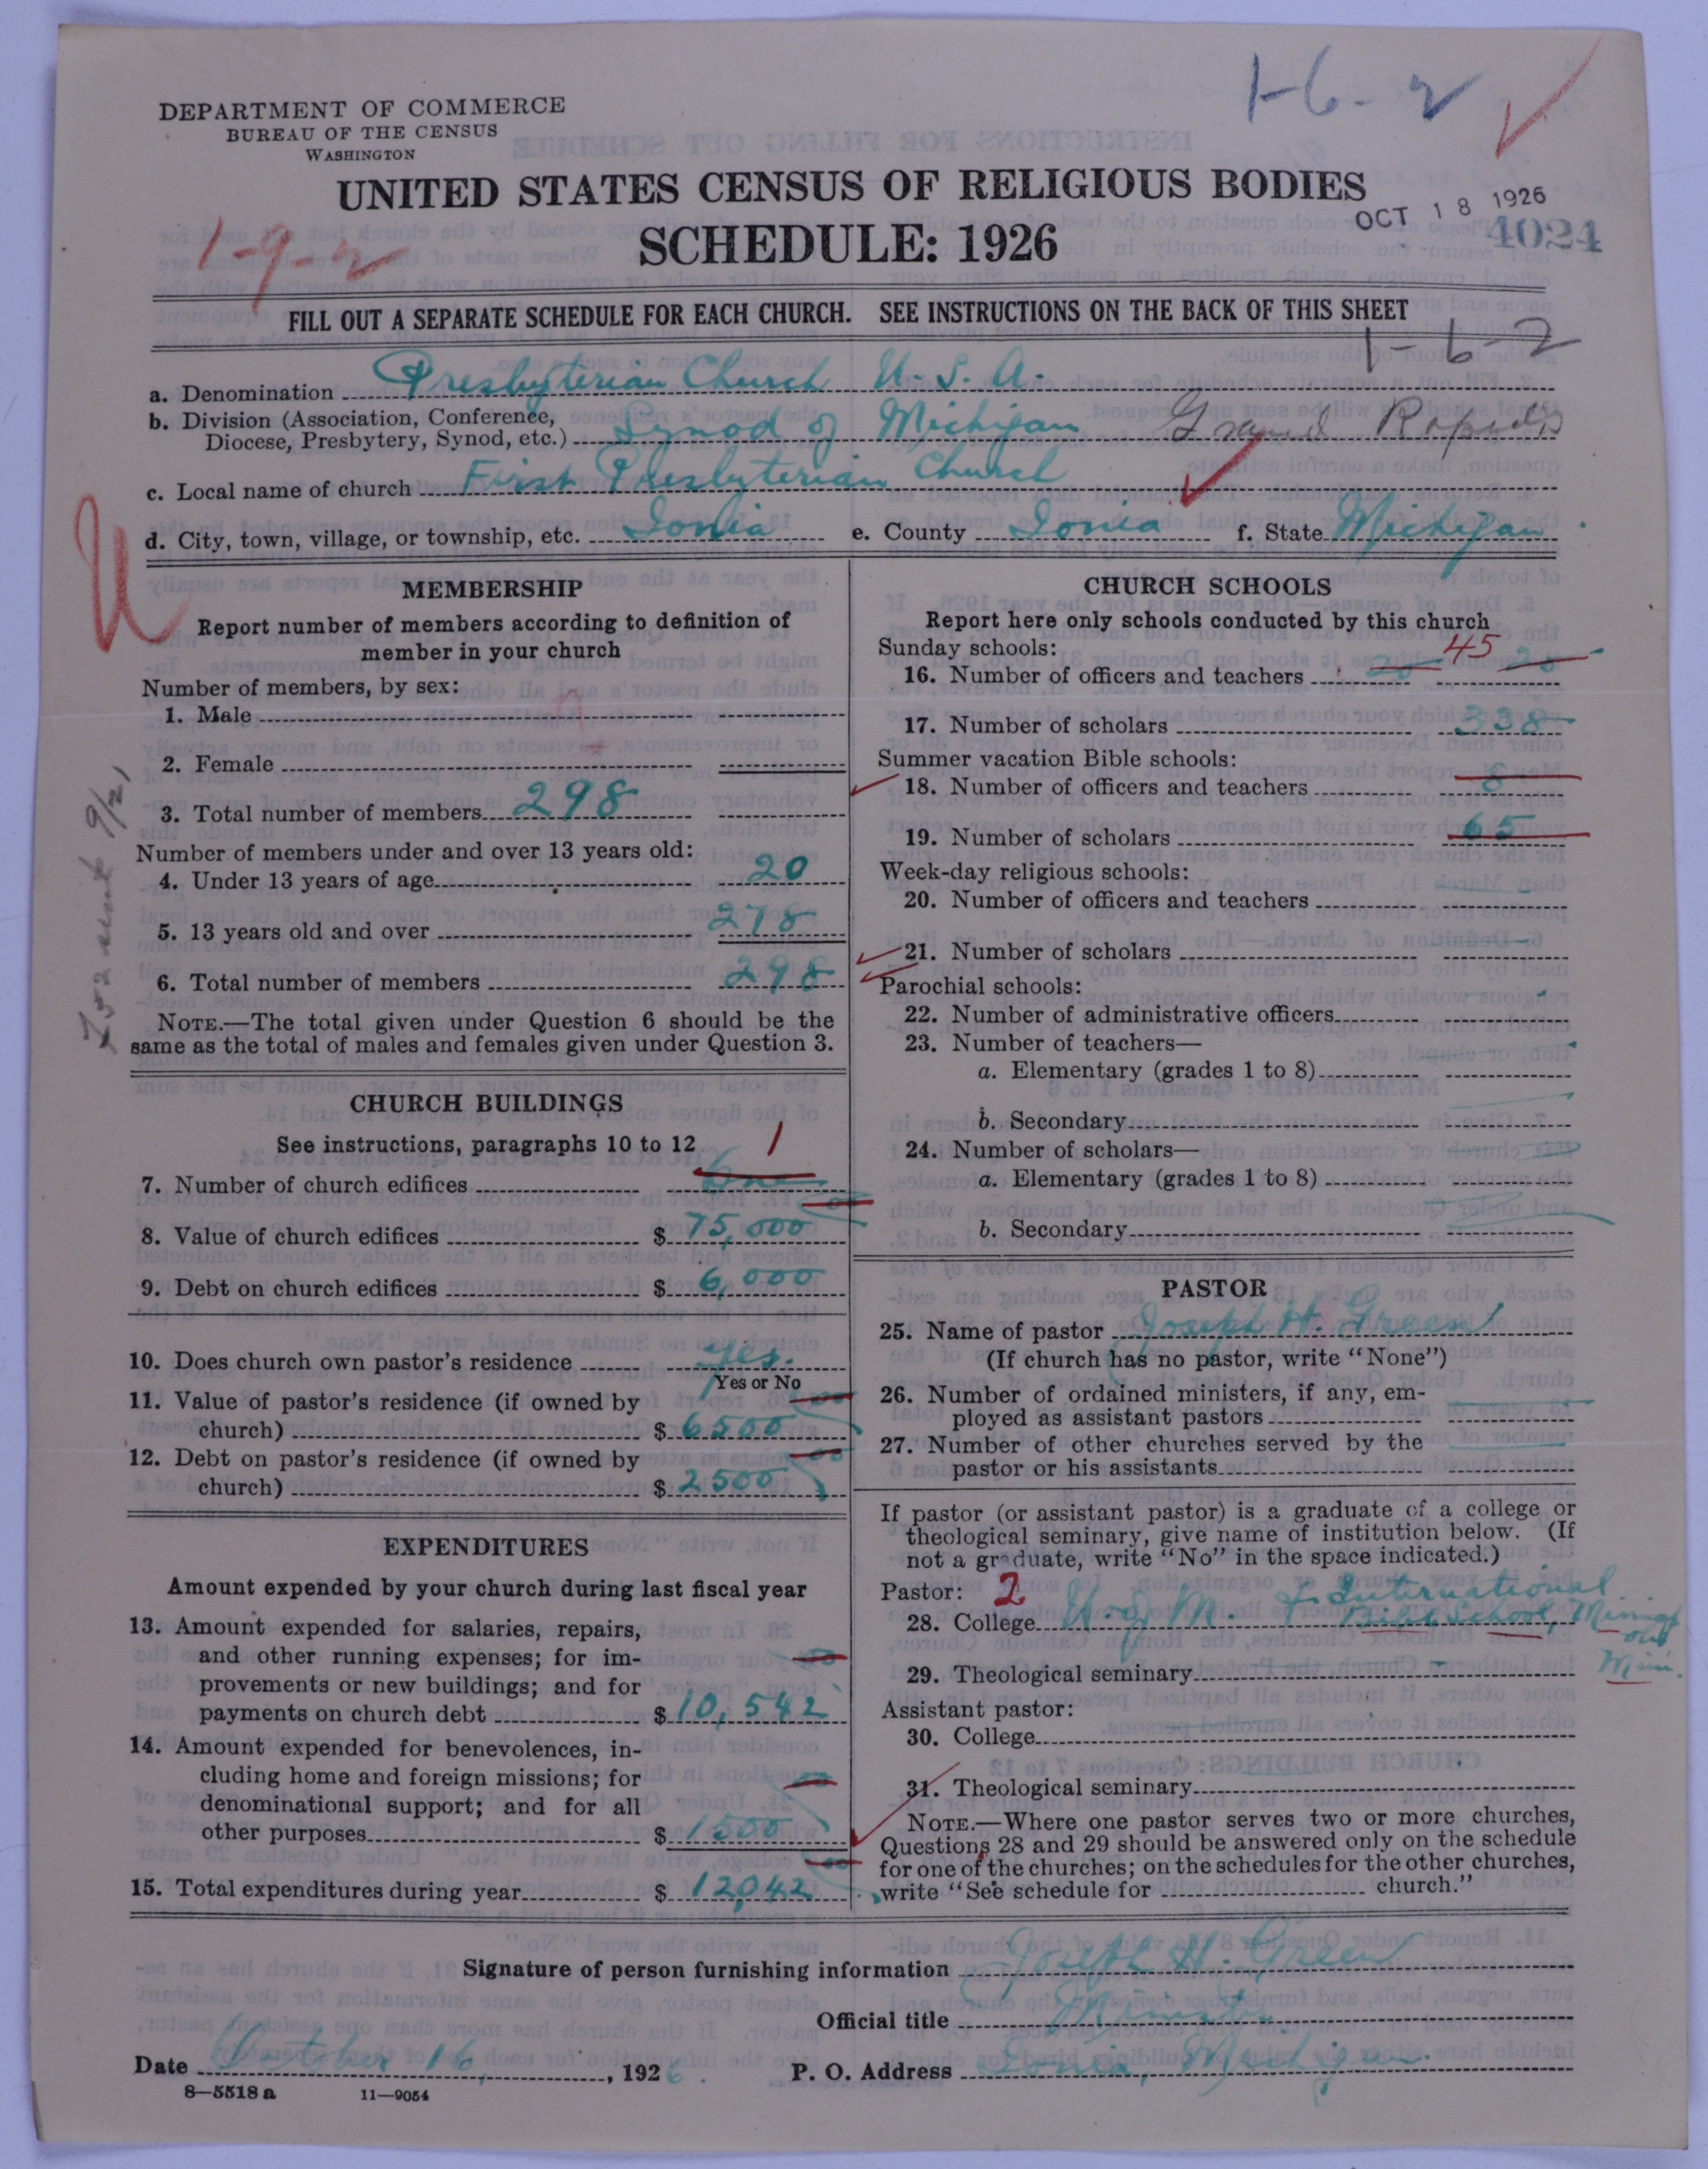 1-6-2
DEPARTMENT OF COMMERCE
BUREAU OF THE CENSUS
WASHINGTON
UNITED STATES CENSUS OF RELIGIOUS BODIES
SCHEDULE: 1926
OCT 18 1926
4024
1-9-2
FILL OUT A SEPARATE SCHEDULE FOR EACH CHURCH. SEE INSTRUCTIONS ON THE BACK OF THIS SHEET
1-6-2
a. Denomination Presbyterian Church U. S. A.
b. Division (Association, Conference,
Diocese, Presbytery, Synod, etc.) Synod of Michigan Grand Rapids
c. Local name of church First Presbyterian Church
d. City, town, village, or township, etc. Ionia e. County Ionia f. State Michigan
U
MEMBERSHIP
Report number of members according to definition of
member in your church
Number of members, by sex:
1. Male
2. Female
3. Total number of members 298
Number of members under and over 13 years old:
4. Under 13 years of age 20
5. 13 years old and over 278
6. Total number of members 298
NOTE.—The total given under Question 6 should be the
same as the total of males and females given under Question 3.
9/21
CHURCH BUILDINGS
See instructions, paragraphs 10 to 12
1
7. Number of church edifices One
8. Value of church edifices $ 75,000
9. Debt on church edifices $ 6,000
10. Does church own pastor's residence Yes.
Yes or No
11. Value of pastor's residence (if owned by
church) $ 6500
12. Debt on pastor's residence (if owned by
church) $ 2500
EXPENDITURES
Amount expended by your church during last fiscal year
13. Amount expended for salaries, repairs,
and other running expenses; for im-
provements or new buildings; and for
payments on church debt $ 10,542
14. Amount expended for benevolences, in-
cluding home and foreign missions; for
denominational support; and for all
other purposes $ 1500
15. Total expenditures during year $ 12,042
CHURCH SCHOOLS
Report here only schools conducted by this church
Sunday schools: 45
16. Number of officers and teachers 20
17. Number of scholars 338
Summer vacation Bible schools:
18. Number of officers and teachers 8
19. Number of scholars 65
Week-day religious schools:
20. Number of officers and teachers
21. Number of scholars
Parochial schools:
22. Number of administrative officers
23. Number of teachers—
a. Elementary (grades 1 to 8)
b. Secondary
24. Number of scholars—
a. Elementary (grades 1 to 8)
b. Secondary
PASTOR
25. Name of pastor Joseph H. Green
(If church has no pastor, write "None")
26. Number of ordained ministers, if any, em-
ployed as assistant pastors
27. Number of other churches served by the
pastor or his assistants
If pastor (or assistant pastor) is a graduate of a college or
theological seminary, give name of institution below. (If
not a graduate, write "No" in the space indicated.)
Pastor: 2
28. College U. of M. & International
Bible School,
Minn.
29. Theological seminary
Assistant pastor:
30. College
31. Theological seminary
NOTE.—Where one pastor serves two or more churches,
Questions 28 and 29 should be answered only on the schedule
for one of the churches; on the schedules for the other churches,
write "See schedule for church."
Signature of person furnishing information Joseph H. Green
Official title Minister
Date October 16, 1926. P. O. Address Ionia, Michigan.
8—5518 a 11—9054